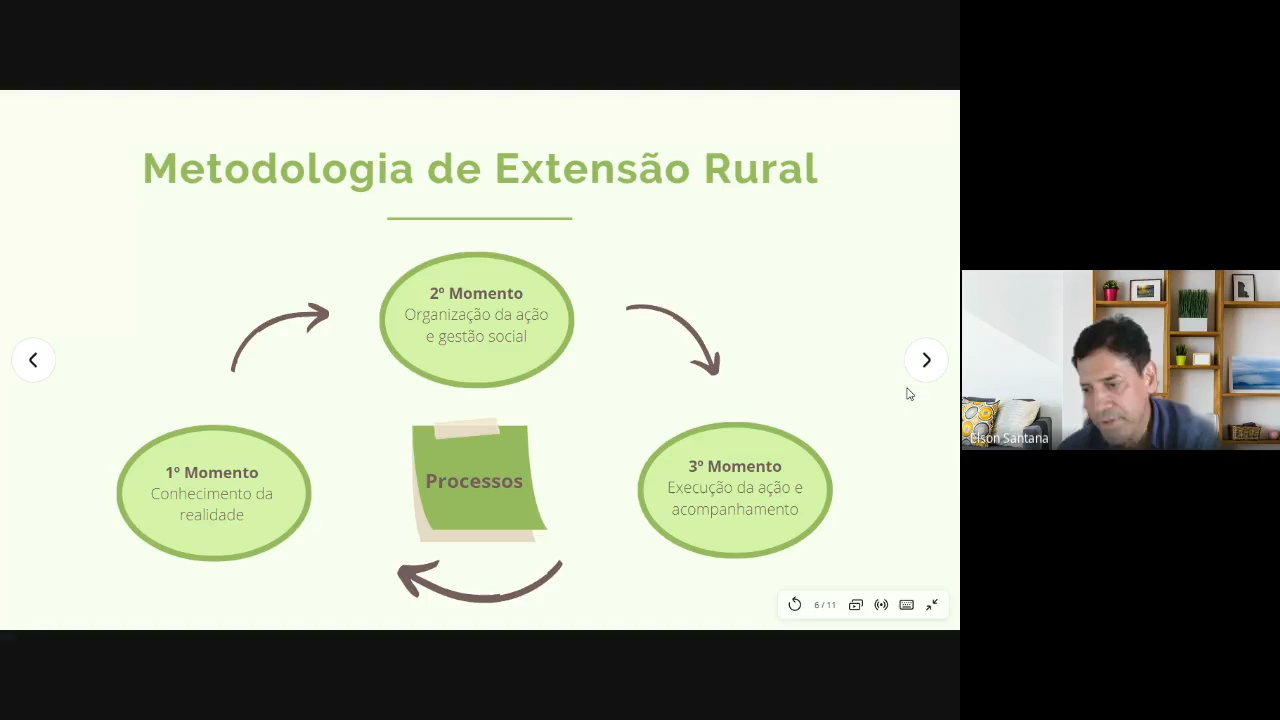 Metodologia de Extensão Rural
2º Momento
Organização da ação
e gestão social
1º Momento
Conhecimento da
realidade
Processos
3º Momento
Execução da ação e
acompanhamento
6 / 11
Elson Santana